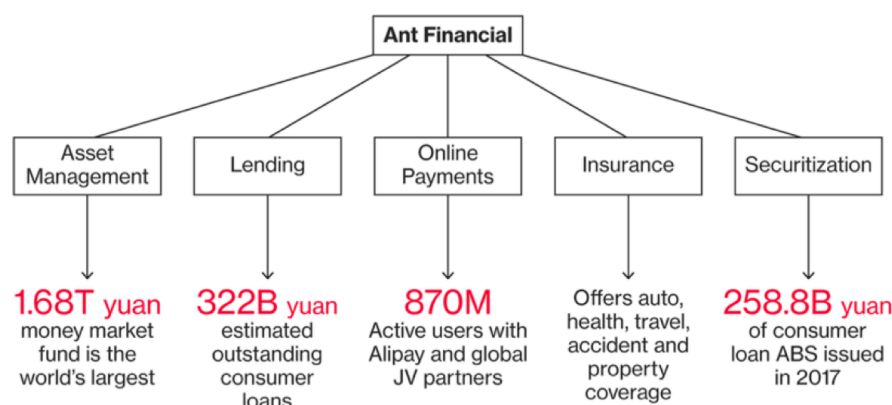 Ant Financial
Asset
Management
Lending
Online
Payments
Insurance
Securitization
1.68T yuan
money market
fund is the
world's largest
322B yuan
estimated
outstanding
consumer
loans
870M
Active users with
Alipay and global
JV partners
Offers auto,
health, travel,
accident and
property
coverage
258.8B yuan
of consumer
loan ABS issued
in 2017